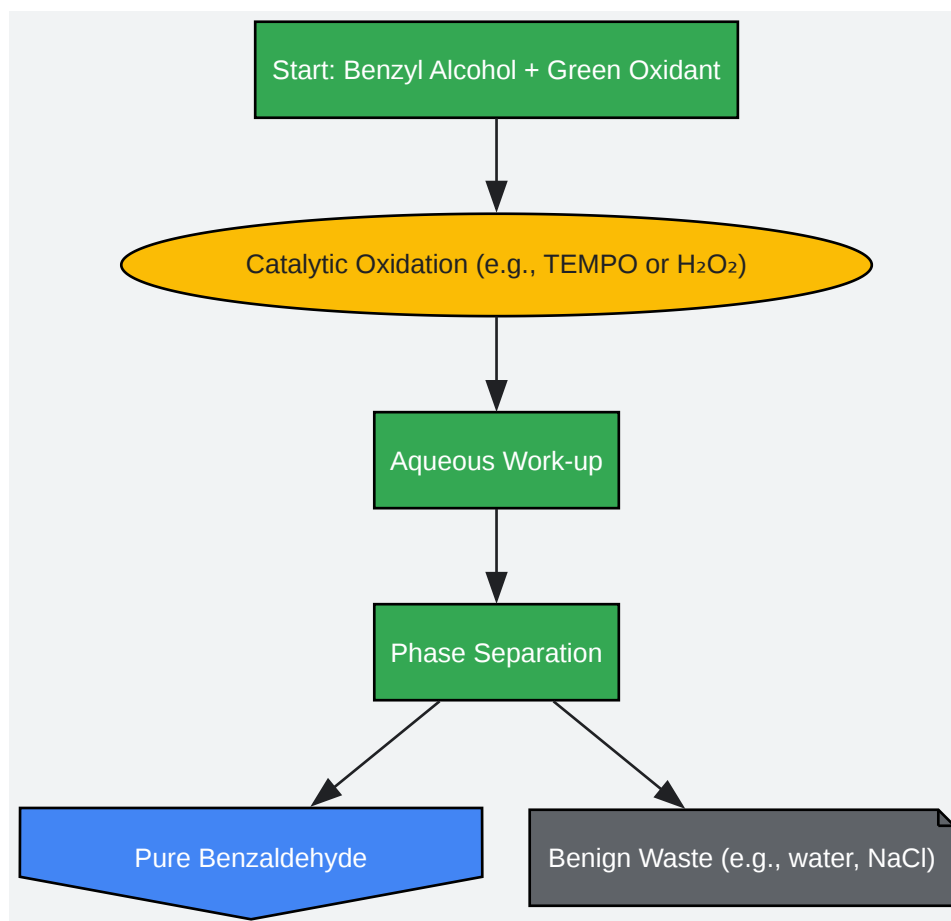 Start: Benzyl Alcohol + Green Oxidant
Catalytic Oxidation (e.g., TEMPO or H₂O₂)
Aqueous Work-up
Phase Separation
Pure Benzaldehyde
Benign Waste (e.g., water, NaCl)